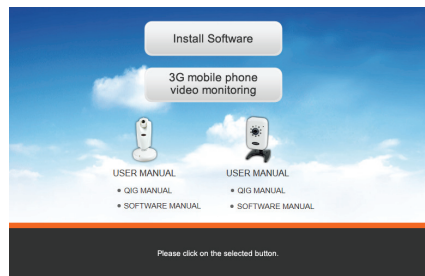 Install Software
3G mobile phone
video monitoring
USER MANUAL
• QIG MANUAL
• SOFTWARE MANUAL
USER MANUAL
• QIG MANUAL
• SOFTWARE MANUAL
Please click on the selected button.